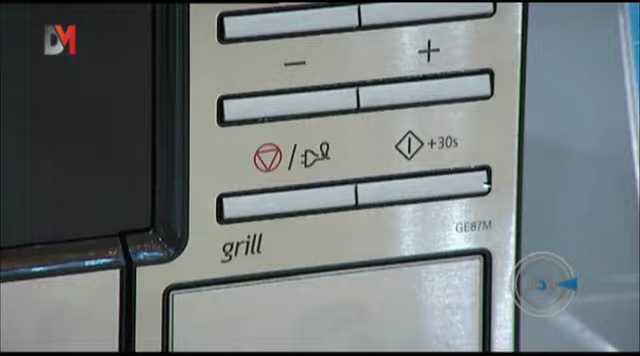 DM
− +
/ +30s
GE87M
grill